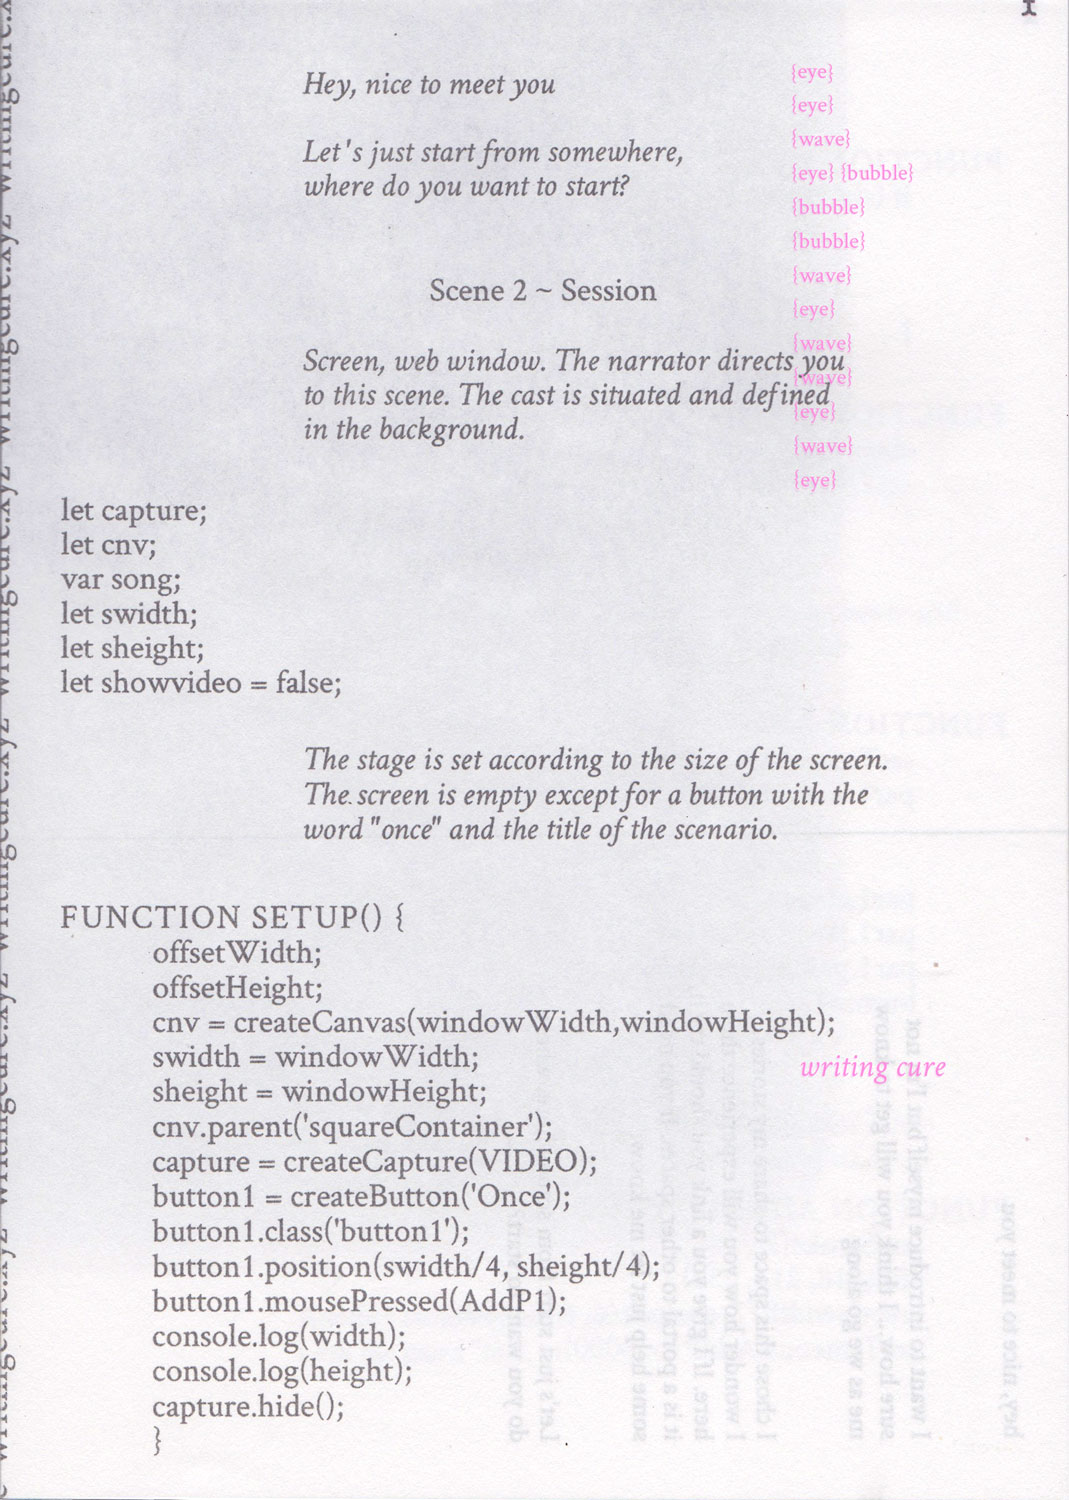 I
Hey, nice to meet you
Let's just start from somewhere,
where do you want to start?
{eye}
{eye}
{wave}
{eye} {bubble}
{bubble}
{bubble}
{wave}
{eye}
{wave}
{wave}
{eye}
{wave}
{eye}
Scene 2 ~ Session
Screen, web window. The narrator directs you
to this scene. The cast is situated and defined
in the background.
let capture;
let cnv;
var song;
let swidth;
let sheight;
let showvideo = false;
The stage is set according to the size of the screen.
The screen is empty except for a button with the
word "once" and the title of the scenario.
FUNCTION SETUP() {
offsetWidth;
offsetHeight;
cnv = createCanvas(windowWidth,windowHeight);
swidth = windowWidth;
writing cure
sheight = windowHeight;
cnv.parent('squareContainer');
capture = createCapture(VIDEO);
button1 = createButton('Once');
button1.class('button1');
button1.position(swidth/4, sheight/4);
button1.mousePressed(AddP1);
console.log(width);
console.log(height);
capture.hide();
}
writingcure.xyz writingcure.xyz writingcure.xyz writingcure.xyz writingcure.xyz writingcure.x